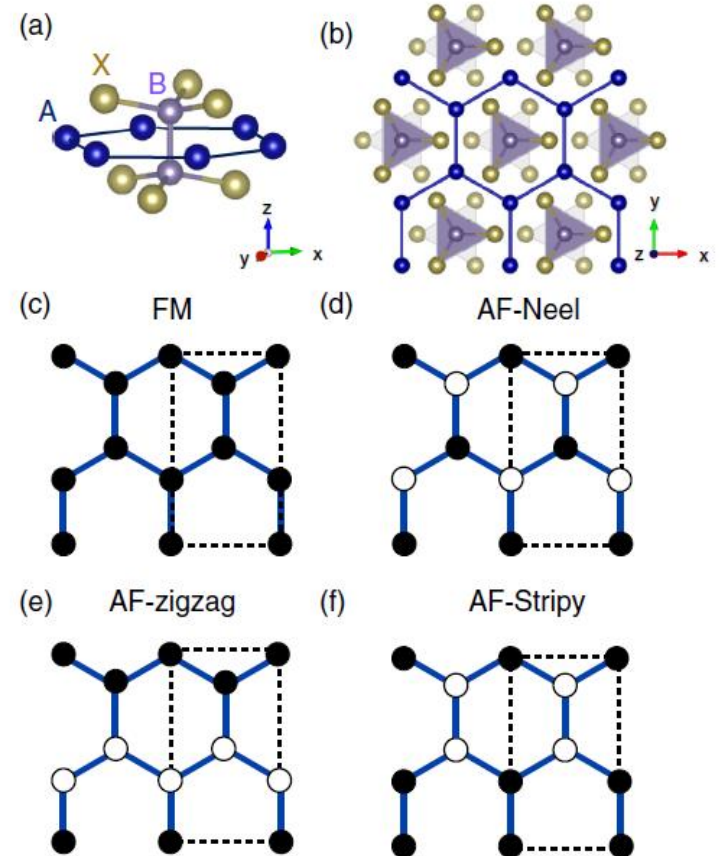 (a)
(b)
X
B
A
z
y
x
y
z
x
(c)
FM
(d)
AF-Neel
(e)
AF-zigzag
(f)
AF-Stripy